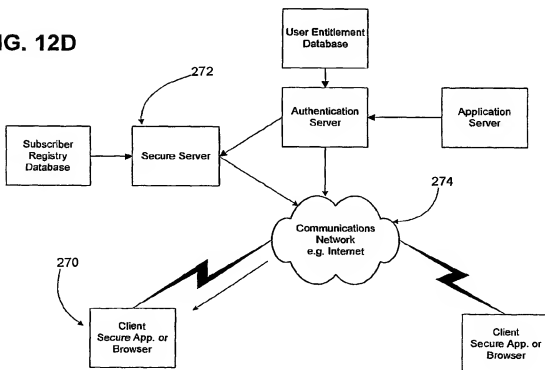 IG. 12D
User Entitlement
Database
272
Authentication
Server
Application
Server
Subscriber
Registry
Database
Secure Server
274
Communications
Network
e.g. Internet
270
Client
Secure App. or
Browser
Client
Secure App. or
Browser